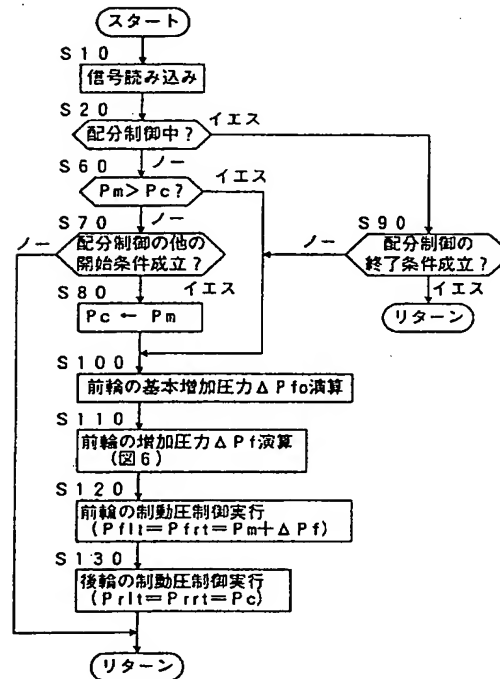 スタート
S10
信号読み込み
S20
配分制御中?
イエス
ノー
S60
Pm>Pc?
イエス
ノー
S70
配分制御の他の
開始条件成立?
ノー
イエス
S90
配分制御の
終了条件成立?
ノー
イエス
リターン
S80
Pc ← Pm
S100
前輪の基本増加圧力ΔPfo演算
S110
前輪の増加圧力ΔPf演算
(図6)
S120
前輪の制動圧制御実行
(Pflt=Pfrt=Pm+ΔPf)
S130
後輪の制動圧制御実行
(Prlt=Prrt=Pc)
リターン